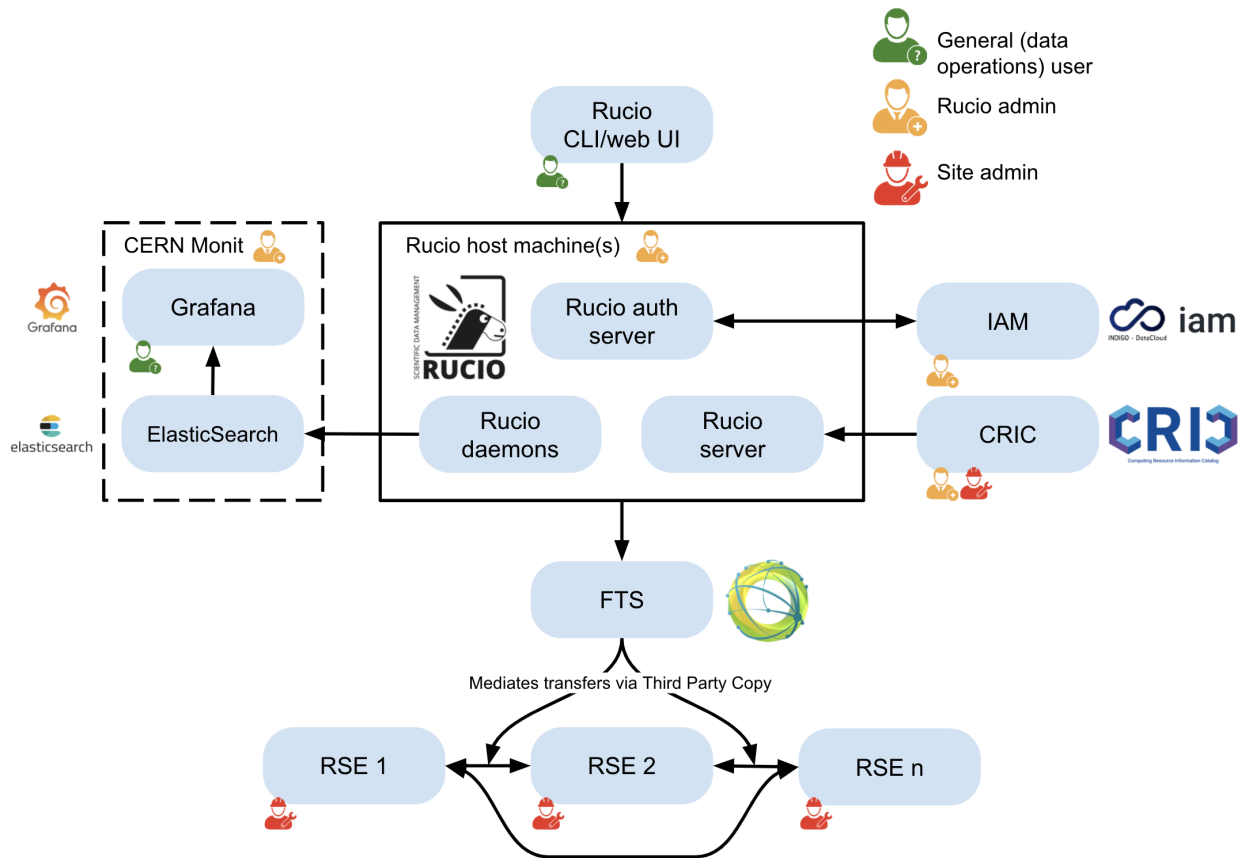 General (data
operations) user
Rucio admin
Site admin
Rucio
CLI/web UI
CERN Monit
Grafana
ElasticSearch
Grafana
elasticsearch
Rucio host machine(s)
SCIENTIFIC DATA MANAGEMENT
RUCIO
Rucio auth
server
Rucio
daemons
Rucio
server
IAM
INDIGO - DataCloud
iam
CRIC
CRIC
Computing Resource Information Catalog
FTS
Mediates transfers via Third Party Copy
RSE 1
RSE 2
RSE n